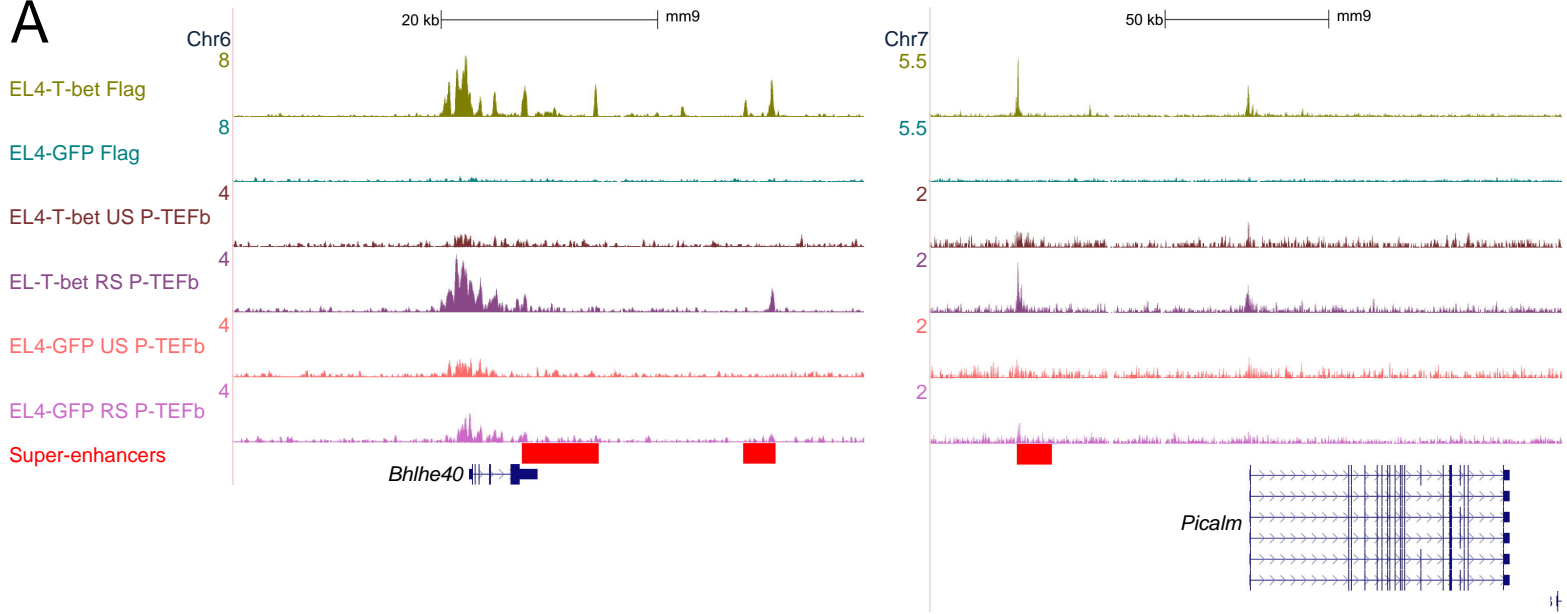 A
20 kb mm9 50 kb mm9
Chr6 Chr7
8 5.5
EL4-T-bet Flag
8 5.5
EL4-GFP Flag
4 2
EL4-T-bet US P-TEFb
4 2
EL-T-bet RS P-TEFb
4 2
EL4-GFP US P-TEFb
4 2
EL4-GFP RS P-TEFb
Super-enhancers
Bhlhe40
Picalm